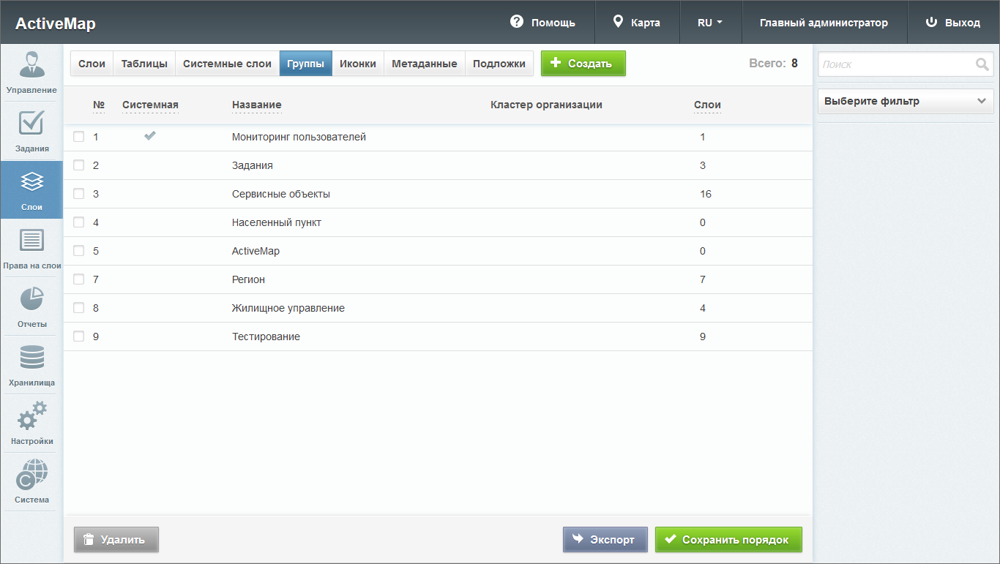 ActiveMap
Помощь
Карта
RU
Главный администратор
Выход
Управление
Задания
Слои
Права на слои
Отчеты
Хранилища
Настройки
Система
Слои
Таблицы
Системные слои
Группы
Иконки
Метаданные
Подложки
Создать
Всего: 8
№ Системная Название Кластер организации Слои
1 Мониторинг пользователей 1
2 Задания 3
3 Сервисные объекты 16
4 Населенный пункт 0
5 ActiveMap 0
7 Регион 7
8 Жилищное управление 4
9 Тестирование 9
Удалить
Экспорт
Сохранить порядок
Поиск
Выберите фильтр